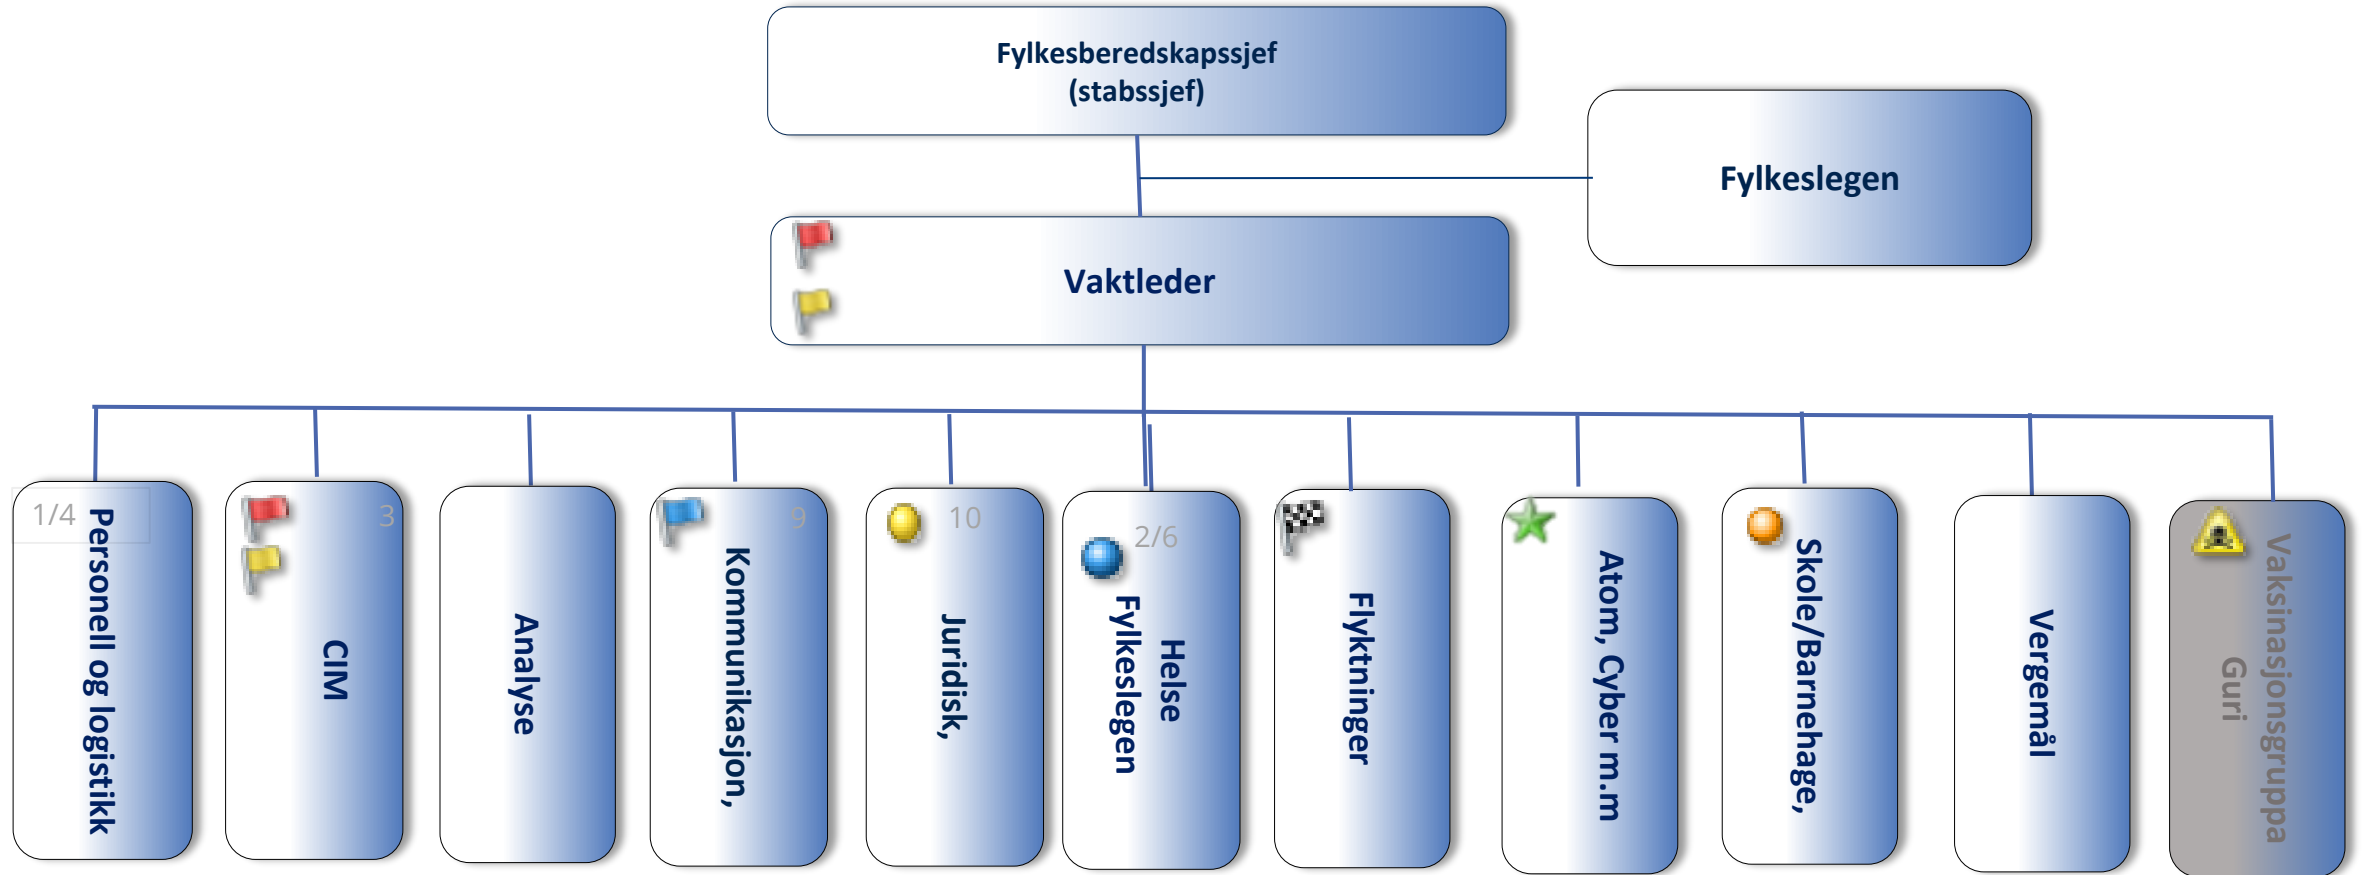 Fylkesberedskapssjef
(stabssjef)
Fylkeslegen
Vaktleder
1/4
Personell og logistikk
3
CIM
Analyse
9
Kommunikasjon,
10
Juridisk,
2/6
Helse
Fylkeslegen
Flyktninger
Atom, Cyber m.m
Skole/Barnehage,
Vergemål
Vaksinasjonsgruppa
Guri